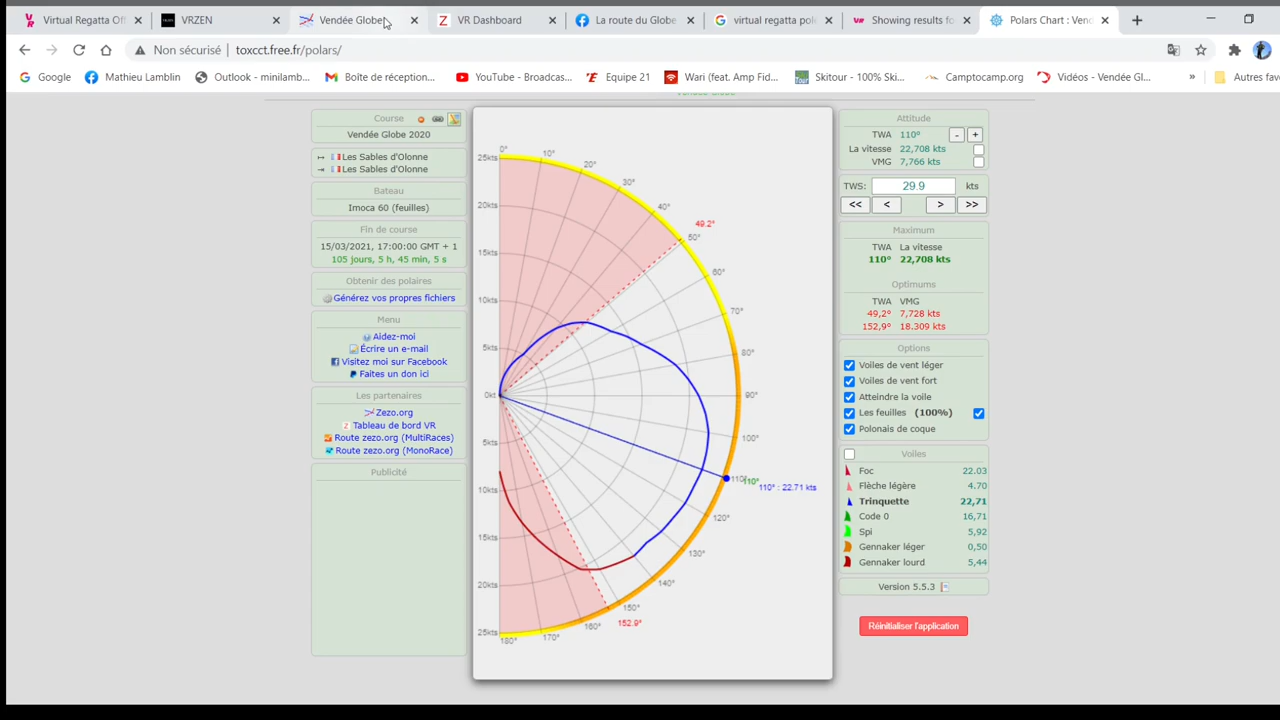 Virtual Regatta Off
VRZEN
Vendée Globe
VR Dashboard
La route du Globe
virtual regatta pol
Showing results fo
Polars Chart : Vend
Non sécurisé
toxcct.free.fr/polars/
Google
Mathieu Lamblin
Outlook - minilamb...
Boîte de réception...
YouTube - Broadcas...
Equipe 21
Wari (feat. Amp Fid...
Skitour - 100% Ski...
Camptocamp.org
Vidéos - Vendée Gl...
»
Autres fav
Vendée Globe
Course
Vendée Globe 2020
Les Sables d'Olonne
Les Sables d'Olonne
Bateau
Imoca 60 (feuilles)
Fin de course
15/03/2021, 17:00:00 GMT + 1
105 jours, 5 h, 45 min, 5 s
Obtenir des polaires
Générez vos propres fichiers
Menu
Aidez-moi
Écrire un e-mail
Visitez moi sur Facebook
Faites un don ici
Les partenaires
Zezo.org
Tableau de bord VR
Route zezo.org (MultiRaces)
Route zezo.org (MonoRace)
Publicité
0°
10°
20°
30°
40°
49.2°
50°
60°
70°
80°
90°
100°
110°
110°
110° : 22.71 kts
120°
130°
140°
150°
152.9°
160°
170°
180°
25kts
20kts
15kts
10kts
5kts
0kt
5kts
10kts
15kts
20kts
25kts
Attitude
TWA 110° - +
La vitesse 22,708 kts
VMG 7,766 kts
TWS: 29.9 kts
<< < > >>
Maximum
TWA La vitesse
110° 22,708 kts
Optimums
TWA VMG
49,2° 7,728 kts
152,9° 18.309 kts
Options
Voiles de vent léger
Voiles de vent fort
Atteindre la voile
Les feuilles (100%)
Polonais de coque
Voiles
Foc 22.03
Flèche légère 4.70
Trinquette 22,71
Code 0 16,71
Spi 5,92
Gennaker léger 0,50
Gennaker lourd 5,44
Version 5.5.3
Réinitialiser l'application